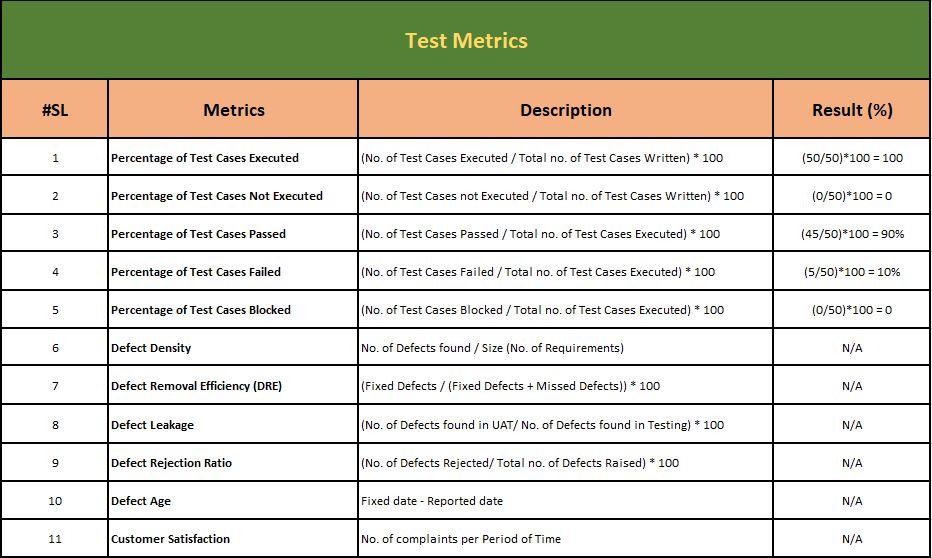 Test Metrics
#SL Metrics Description Result (%)
1 Percentage of Test Cases Executed (No. of Test Cases Executed / Total no. of Test Cases Written) * 100 (50/50)*100 = 100
2 Percentage of Test Cases Not Executed (No. of Test Cases not Executed / Total no. of Test Cases Written) * 100 (0/50)*100 = 0
3 Percentage of Test Cases Passed (No. of Test Cases Passed / Total no. of Test Cases Executed) * 100 (45/50)*100 = 90%
4 Percentage of Test Cases Failed (No. of Test Cases Failed / Total no. of Test Cases Executed) * 100 (5/50)*100 = 10%
5 Percentage of Test Cases Blocked (No. of Test Cases Blocked / Total no. of Test Cases Executed) * 100 (0/50)*100 = 0
6 Defect Density No. of Defects found / Size (No. of Requirements) N/A
7 Defect Removal Efficiency (DRE) (Fixed Defects / (Fixed Defects + Missed Defects)) * 100 N/A
8 Defect Leakage (No. of Defects found in UAT/ No. of Defects found in Testing) * 100 N/A
9 Defect Rejection Ratio (No. of Defects Rejected/ Total no. of Defects Raised) * 100 N/A
10 Defect Age Fixed date - Reported date N/A
11 Customer Satisfaction No. of complaints per Period of Time N/A